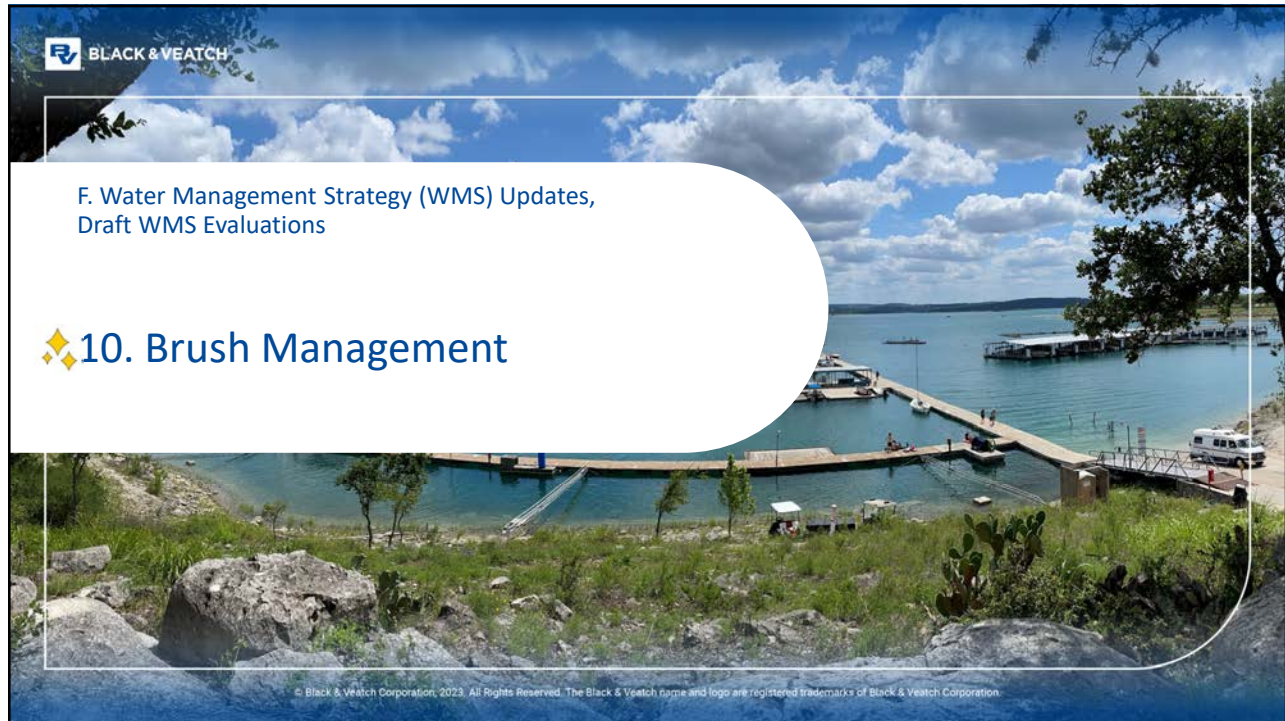 BLACK & VEATCH
F. Water Management Strategy (WMS) Updates,
Draft WMS Evaluations
10. Brush Management
© Black & Veatch Corporation, 2023. All Rights Reserved. The Black & Veatch name and logo are registered trademarks of Black & Veatch Corporation.